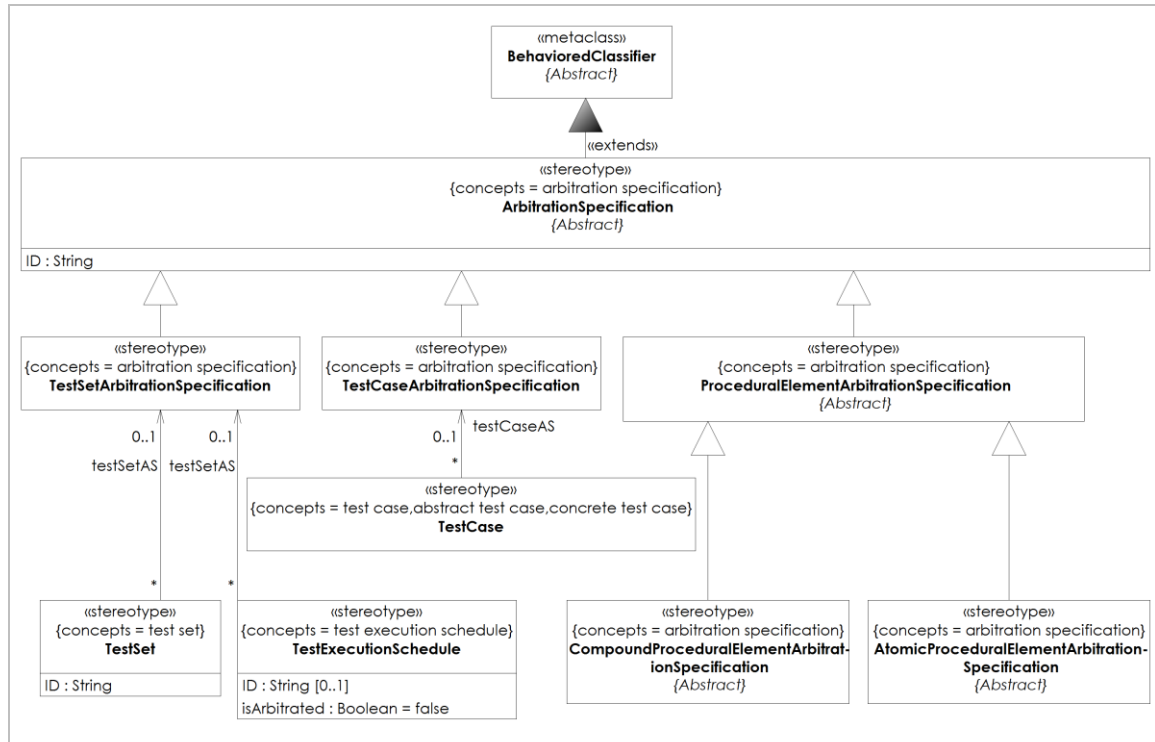 «metaclass»
BehavioredClassifier
{Abstract}
«extends»
«stereotype»
{concepts = arbitration specification}
ArbitrationSpecification
{Abstract}
ID : String
«stereotype»
{concepts = arbitration specification}
TestSetArbitrationSpecification
«stereotype»
{concepts = arbitration specification}
TestCaseArbitrationSpecification
«stereotype»
{concepts = arbitration specification}
ProceduralElementArbitrationSpecification
{Abstract}
0..1
testSetAS
0..1
testSetAS
testCaseAS
0..1
*
«stereotype»
{concepts = test case,abstract test case,concrete test case}
TestCase
*
*
«stereotype»
{concepts = test set}
TestSet
ID : String
«stereotype»
{concepts = test execution schedule}
TestExecutionSchedule
ID : String [0..1]
isArbitrated : Boolean = false
«stereotype»
{concepts = arbitration specification}
CompoundProceduralElementArbitrat-
ionSpecification
{Abstract}
«stereotype»
{concepts = arbitration specification}
AtomicProceduralElementArbitration-
Specification
{Abstract}